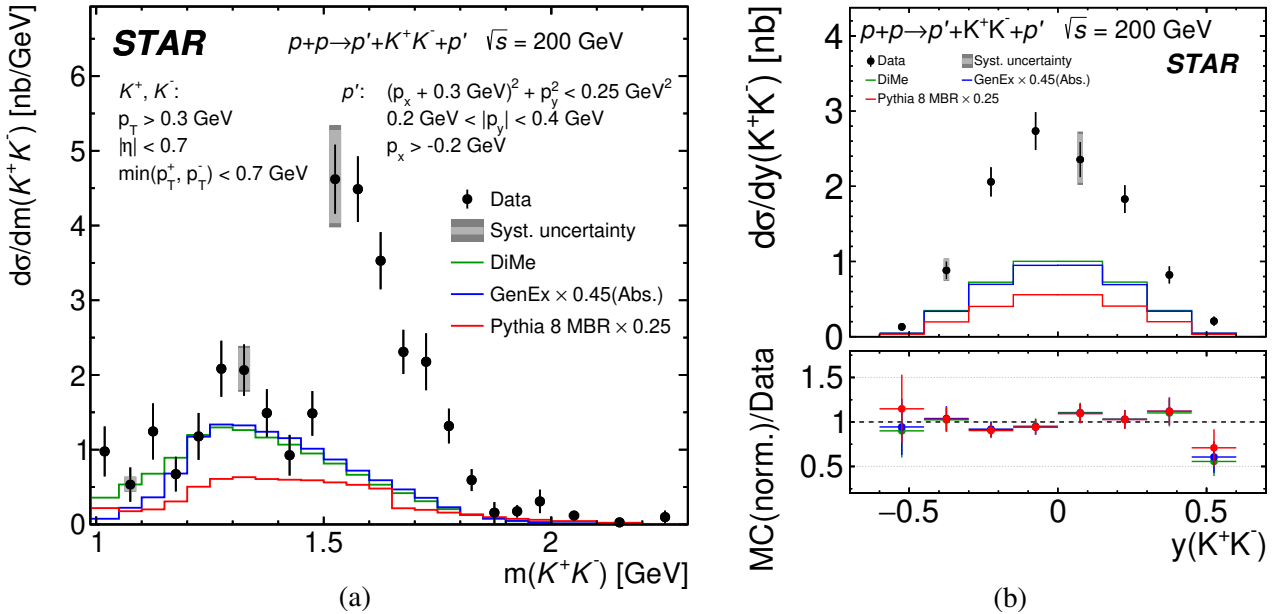 STAR
p+p→p′+K⁺K⁻+p′ √s = 200 GeV
K⁺, K⁻:
p_T > 0.3 GeV
|η| < 0.7
min(p_T⁺, p_T⁻) < 0.7 GeV
p′: (p_x + 0.3 GeV)² + p_y² < 0.25 GeV²
0.2 GeV < |p_y| < 0.4 GeV
p_x > -0.2 GeV
Data
Syst. uncertainty
DiMe
GenEx × 0.45(Abs.)
Pythia 8 MBR × 0.25
dσ/dm(K⁺K⁻) [nb/GeV]
7
6
5
4
3
2
1
0
1 1.5 2
m(K⁺K⁻) [GeV]
(a)
p+p→p′+K⁺K⁻+p′ √s = 200 GeV
STAR
Data
Syst. uncertainty
DiMe
GenEx × 0.45(Abs.)
Pythia 8 MBR × 0.25
dσ/dy(K⁺K⁻) [nb]
4
3
2
1
0
MC(norm.)/Data
1.5
1
0.5
−0.5 0 0.5
y(K⁺K⁻)
(b)